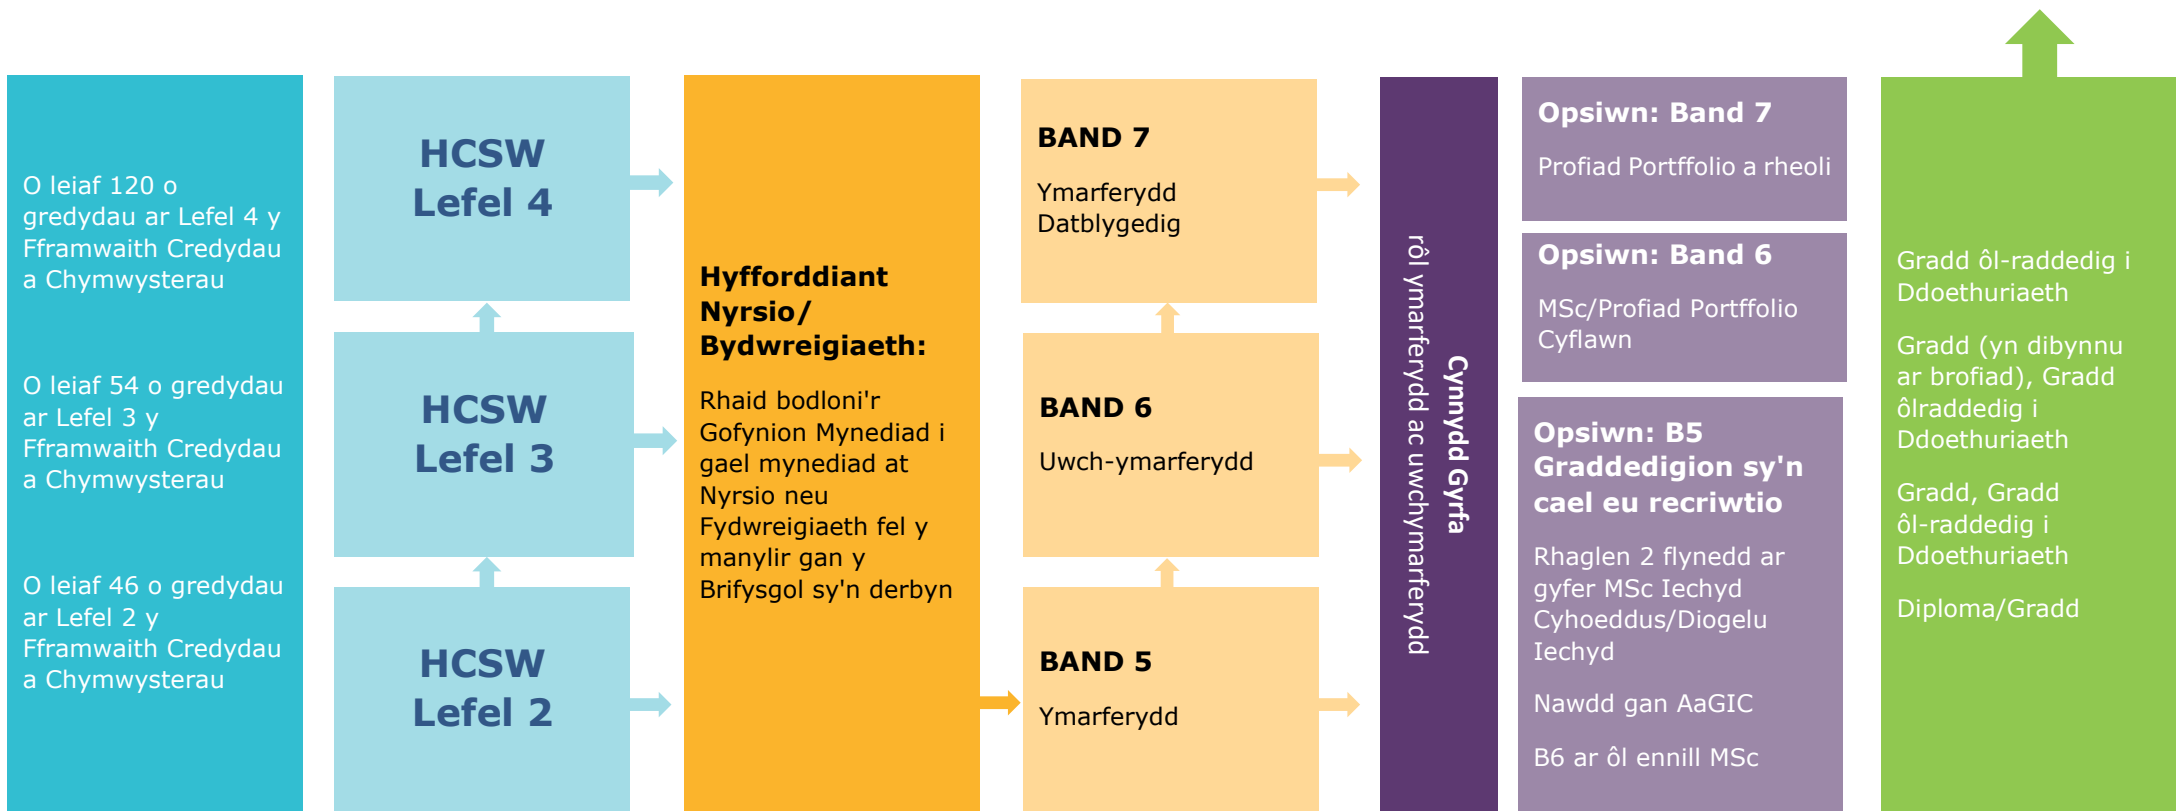 O leiaf 120 o
gredydau ar Lefel 4 y
Fframwaith Credydau
a Chymwysterau
O leiaf 54 o gredydau
ar Lefel 3 y
Fframwaith Credydau
a Chymwysterau
O leiaf 46 o gredydau
ar Lefel 2 y
Fframwaith Credydau
a Chymwysterau
HCSW
Lefel 4
HCSW
Lefel 3
HCSW
Lefel 2
Hyfforddiant
Nyrsio/
Bydwreigiaeth:
Rhaid bodloni'r
Gofynion Mynediad i
gael mynediad at
Nyrsio neu
Fydwreigiaeth fel y
manylir gan y
Brifysgol sy'n derbyn
BAND 7
Ymarferydd
Datblygedig
BAND 6
Uwch-ymarferydd
BAND 5
Ymarferydd
Cynnydd Gyrfa
rôl ymarferydd ac uwchymarferydd
Opsiwn: Band 7
Profiad Portffolio a rheoli
Opsiwn: Band 6
MSc/Profiad Portffolio
Cyflawn
Opsiwn: B5
Graddedigion sy'n
cael eu recriwtio
Rhaglen 2 flynedd ar
gyfer MSc Iechyd
Cyhoeddus/Diogelu
Iechyd
Nawdd gan AaGIC
B6 ar ôl ennill MSc
Gradd ôl-raddedig i
Ddoethuriaeth
Gradd (yn dibynnu
ar brofiad), Gradd
ôlraddedig i
Ddoethuriaeth
Gradd, Gradd
ôl-raddedig i
Ddoethuriaeth
Diploma/Gradd